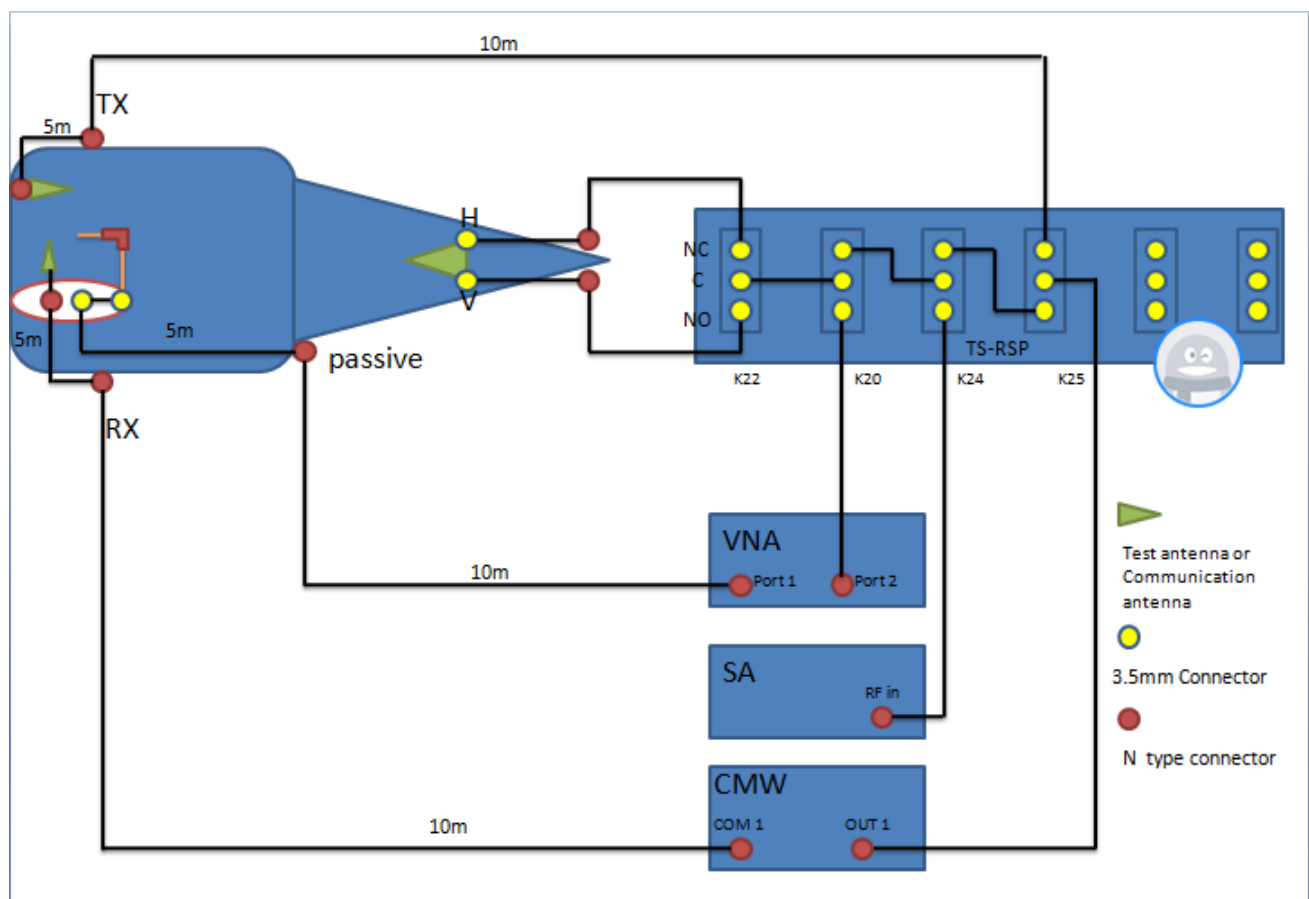 10m
TX
5m
H
NC
C
V
NO
5m
5m
passive
TS-RSP
K22
K20
K24
K25
RX
VNA
Port 1
Port 2
10m
Test antenna or
Communication
antenna
SA
3.5mm Connector
RF in
N type connector
CMW
COM 1
OUT 1
10m